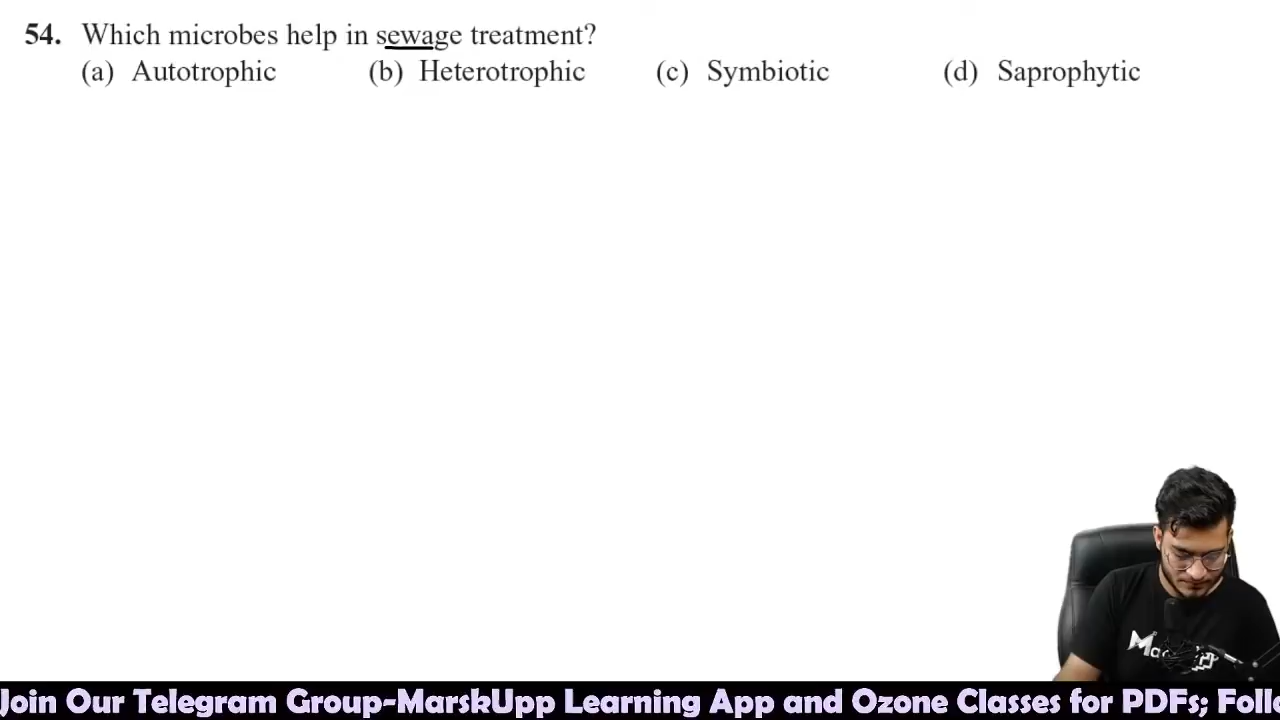 54. Which microbes help in sewage treatment?
(a) Autotrophic (b) Heterotrophic (c) Symbiotic (d) Saprophytic
Join Our Telegram Group-MarskUpp Learning App and Ozone Classes for PDFs; Follo